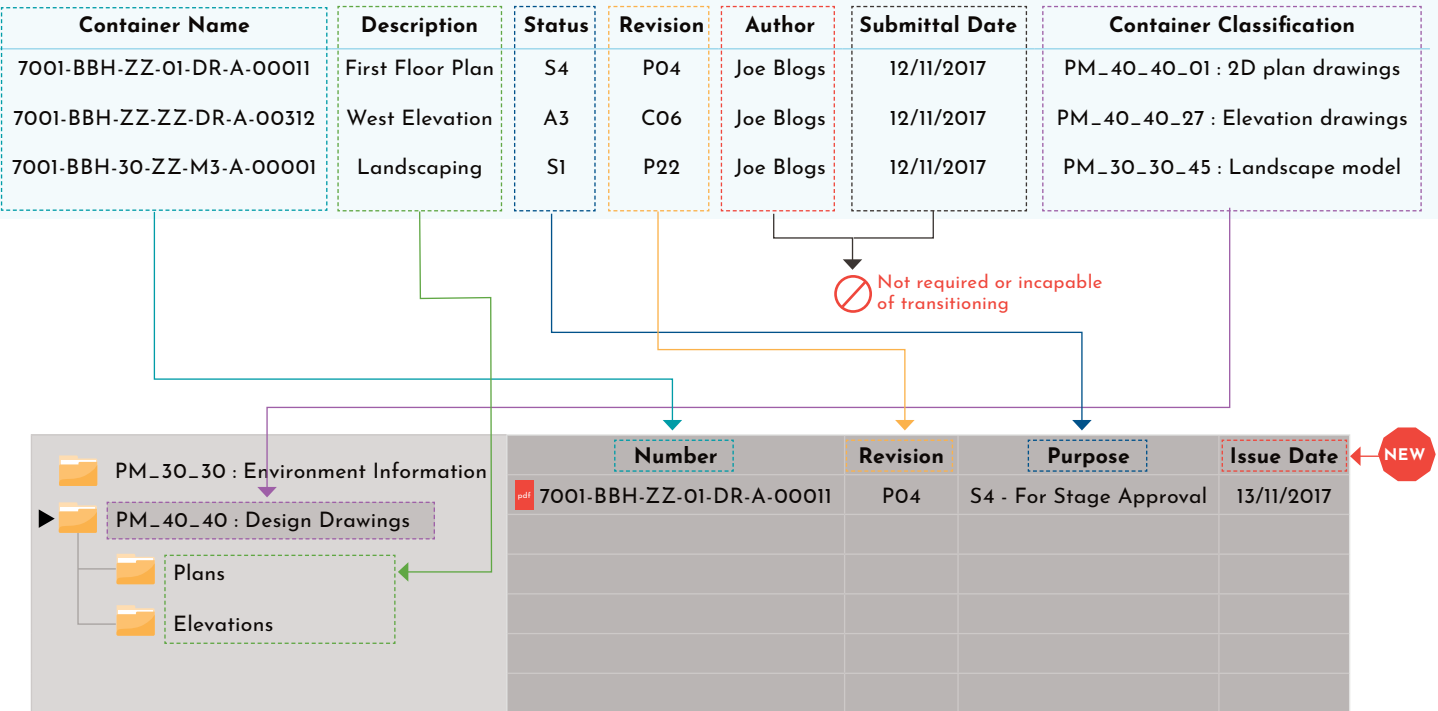 Container Name Description Status Revision Author Submittal Date Container Classification
7001-BBH-ZZ-01-DR-A-00011 First Floor Plan S4 P04 Joe Blogs 12/11/2017 PM_40_40_01 : 2D plan drawings
7001-BBH-ZZ-ZZ-DR-A-00312 West Elevation A3 C06 Joe Blogs 12/11/2017 PM_40_40_27 : Elevation drawings
7001-BBH-30-ZZ-M3-A-00001 Landscaping S1 P22 Joe Blogs 12/11/2017 PM_30_30_45 : Landscape model
Not required or incapable
of transitioning
Number Revision Purpose Issue Date NEW
PM_30_30 : Environment Information
pdf 7001-BBH-ZZ-01-DR-A-00011 P04 S4 - For Stage Approval 13/11/2017
PM_40_40 : Design Drawings
Plans
Elevations